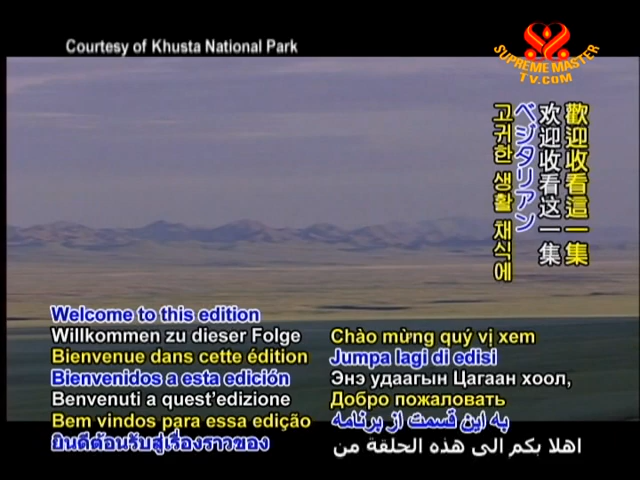 Courtesy of Khusta National Park
SUPREME MASTER
TV.COM
歡迎收看這一集
欢迎收看这一集
ベジタリアン
고귀한 생활 채식에
Welcome to this edition
Willkommen zu dieser Folge
Bienvenue dans cette édition
Bienvenidos a esta edición
Benvenuti a quest'edizione
Bem vindos para essa edição
ยินดีต้อนรับสู่เรื่องราวของ
Chào mừng quý vị xem
Jumpa lagi di edisi
Энэ удаагын Цагаан хоол,
Добро пожаловать
به این قسمت از برنامه
اهلا بكم الى هذه الحلقة من